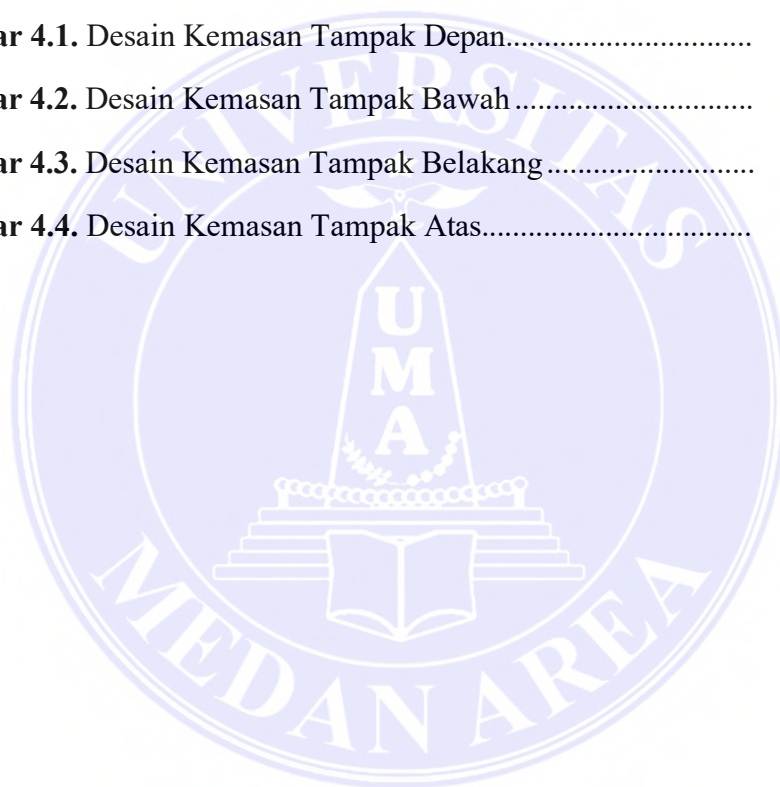 ar 4.1. Desain Kemasan Tampak Depan................................
ar 4.2. Desain Kemasan Tampak Bawah...............................
ar 4.3. Desain Kemasan Tampak Belakang...........................
ar 4.4. Desain Kemasan Tampak Atas...................................
UNIVERSITAS
U
M
A
MEDAN AREA